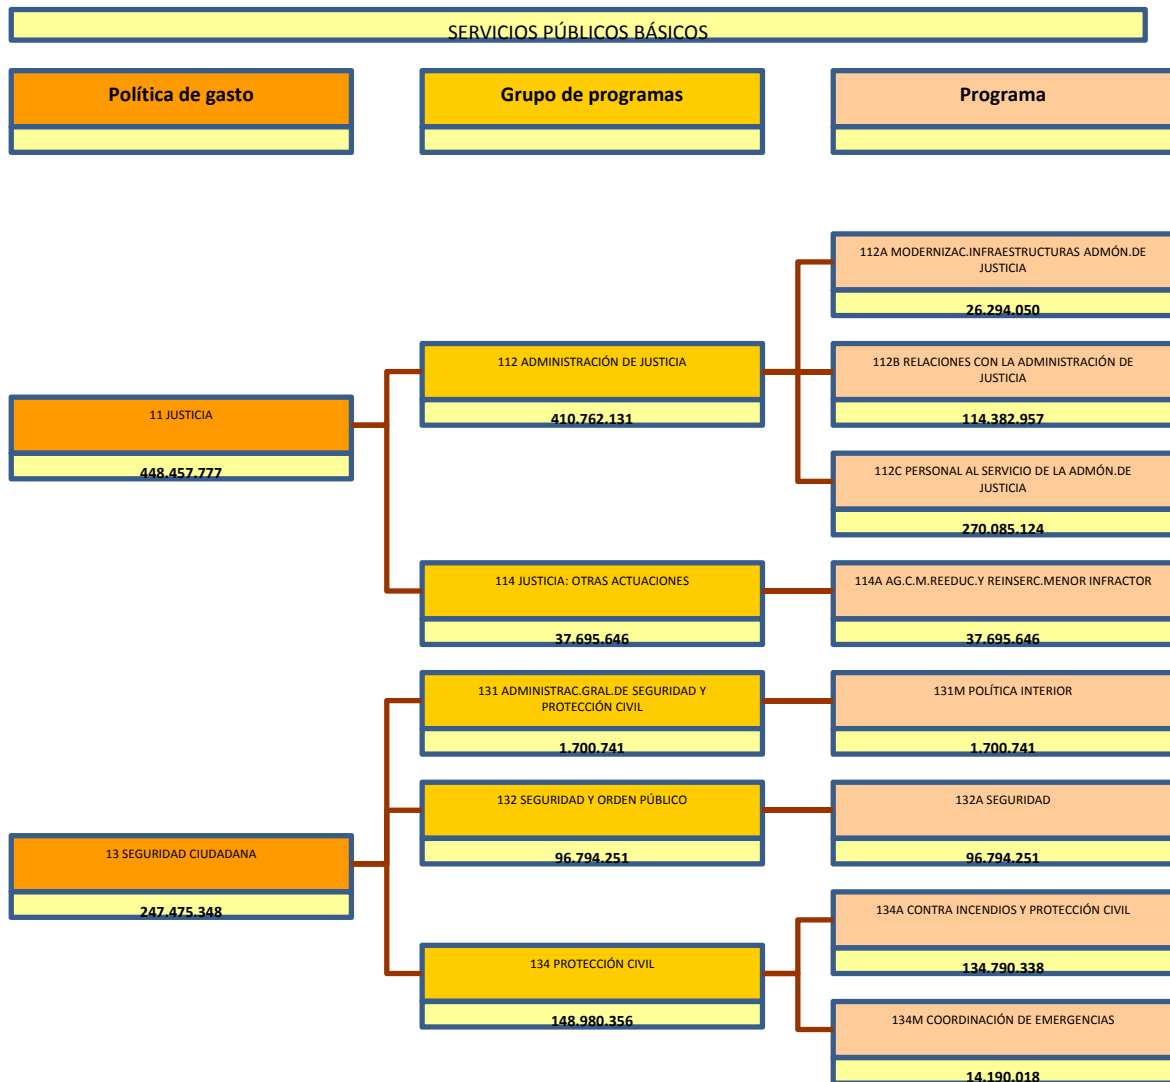 SERVICIOS PÚBLICOS BÁSICOS
Política de gasto
Grupo de programas
Programa
112A MODERNIZAC.INFRAESTRUCTURAS ADMÓN.DE
JUSTICIA
26.294.050
112 ADMINISTRACIÓN DE JUSTICIA
410.762.131
112B RELACIONES CON LA ADMINISTRACIÓN DE
JUSTICIA
114.382.957
11 JUSTICIA
448.457.777
112C PERSONAL AL SERVICIO DE LA ADMÓN.DE
JUSTICIA
270.085.124
114 JUSTICIA: OTRAS ACTUACIONES
37.695.646
114A AG.C.M.REEDUC.Y REINSERC.MENOR INFRACTOR
37.695.646
131 ADMINISTRAC.GRAL.DE SEGURIDAD Y
PROTECCIÓN CIVIL
1.700.741
131M POLÍTICA INTERIOR
1.700.741
132 SEGURIDAD Y ORDEN PÚBLICO
96.794.251
132A SEGURIDAD
96.794.251
13 SEGURIDAD CIUDADANA
247.475.348
134A CONTRA INCENDIOS Y PROTECCIÓN CIVIL
134.790.338
134 PROTECCIÓN CIVIL
148.980.356
134M COORDINACIÓN DE EMERGENCIAS
14.190.018